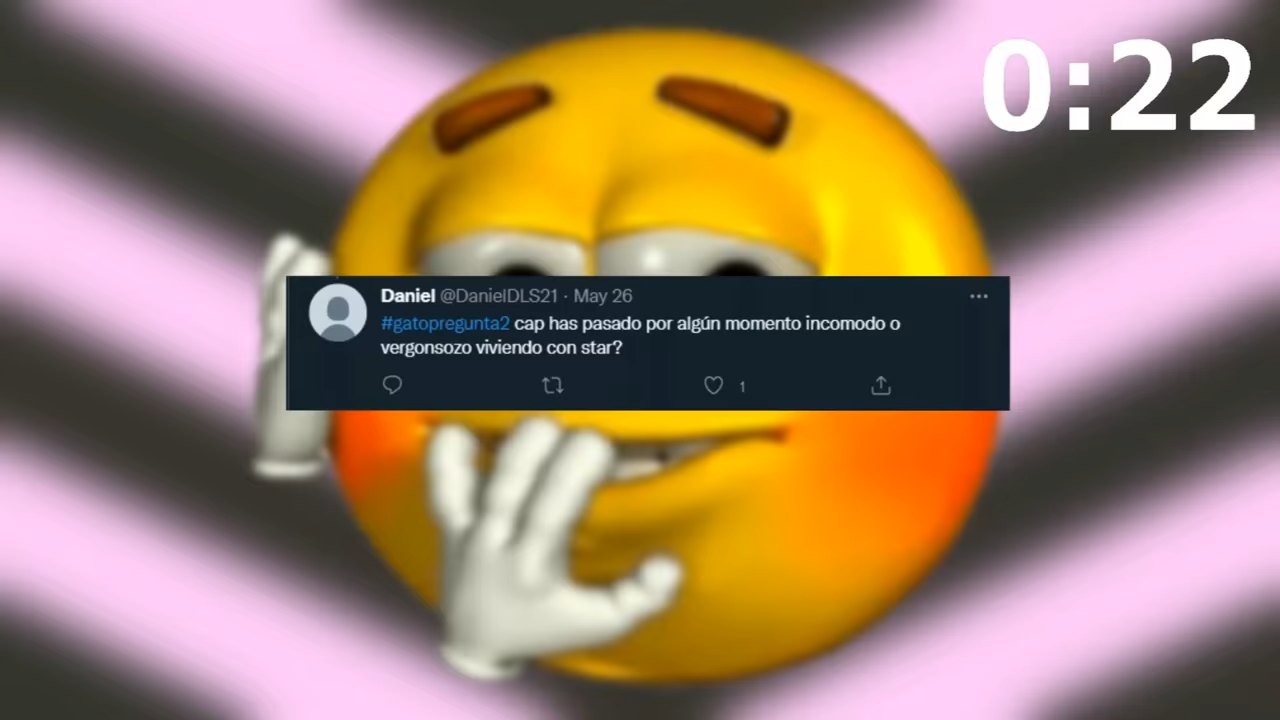 0:22
Daniel @DanielDLS21 · May 26
#gatopregunta2 cap has pasado por algún momento incomodo o
vergonsozo viviendo con star?
1